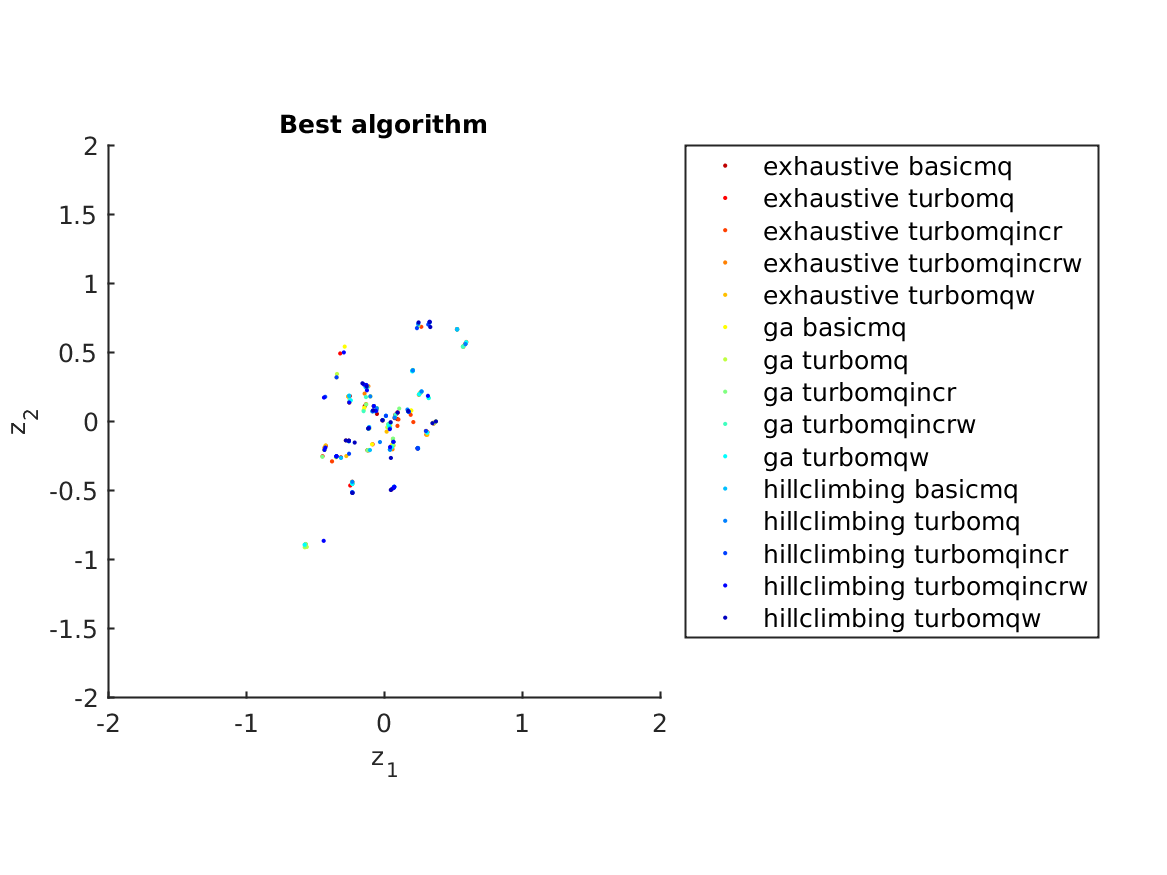 Best algorithm
2
1.5
1
0.5
0
-0.5
-1
-1.5
-2
z2
-2 -1 0 1 2
z1
exhaustive basicmq
exhaustive turbomq
exhaustive turbomqincr
exhaustive turbomqincrw
exhaustive turbomqw
ga basicmq
ga turbomq
ga turbomqincr
ga turbomqincrw
ga turbomqw
hillclimbing basicmq
hillclimbing turbomq
hillclimbing turbomqincr
hillclimbing turbomqincrw
hillclimbing turbomqw